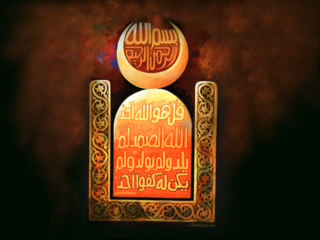 بسم الله
الرحمن الرحيم
قل هو الله احد
الله الصمد لم
يلد ولم يولد ولم
يكن له كفوا احد